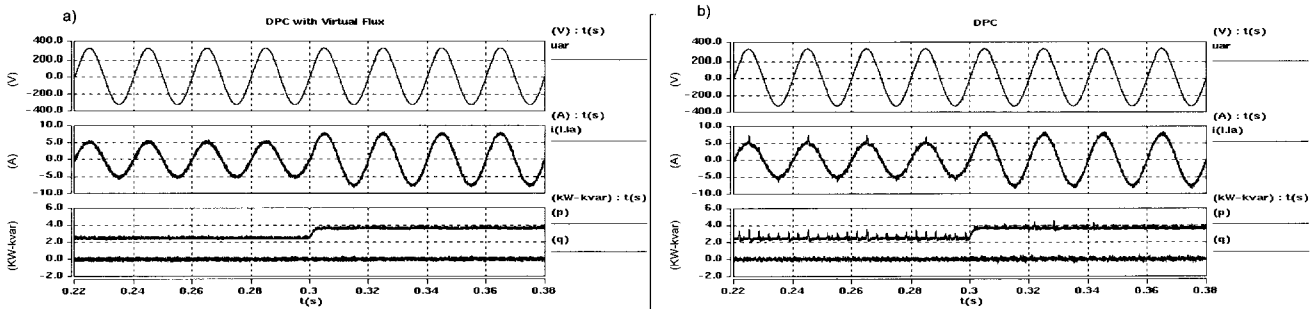 a)
DPC with Virtual Flux
(V) : t(s)
uar
400.0
200.0
0.0
-200.0
-400.0
(V)
(A) : t(s)
i(l.la)
10.0
5.0
0.0
-5.0
-10.0
(A)
(kW-kvar) : t(s)
(p)
(q)
6.0
4.0
2.0
0.0
-2.0
(KW-kvar)
0.22 0.24 0.26 0.28 0.3 0.32 0.34 0.36 0.38
t(s)
b)
DPC
(V) : t(s)
uar
400.0
200.0
0.0
-200.0
-400.0
(V)
(A) : t(s)
i(l.la)
10.0
5.0
0.0
-5.0
-10.0
(A)
(kW-kvar) : t(s)
(p)
(q)
6.0
4.0
2.0
0.0
-2.0
(KW-kvar)
0.22 0.24 0.26 0.28 0.3 0.32 0.34 0.36 0.38
t(s)